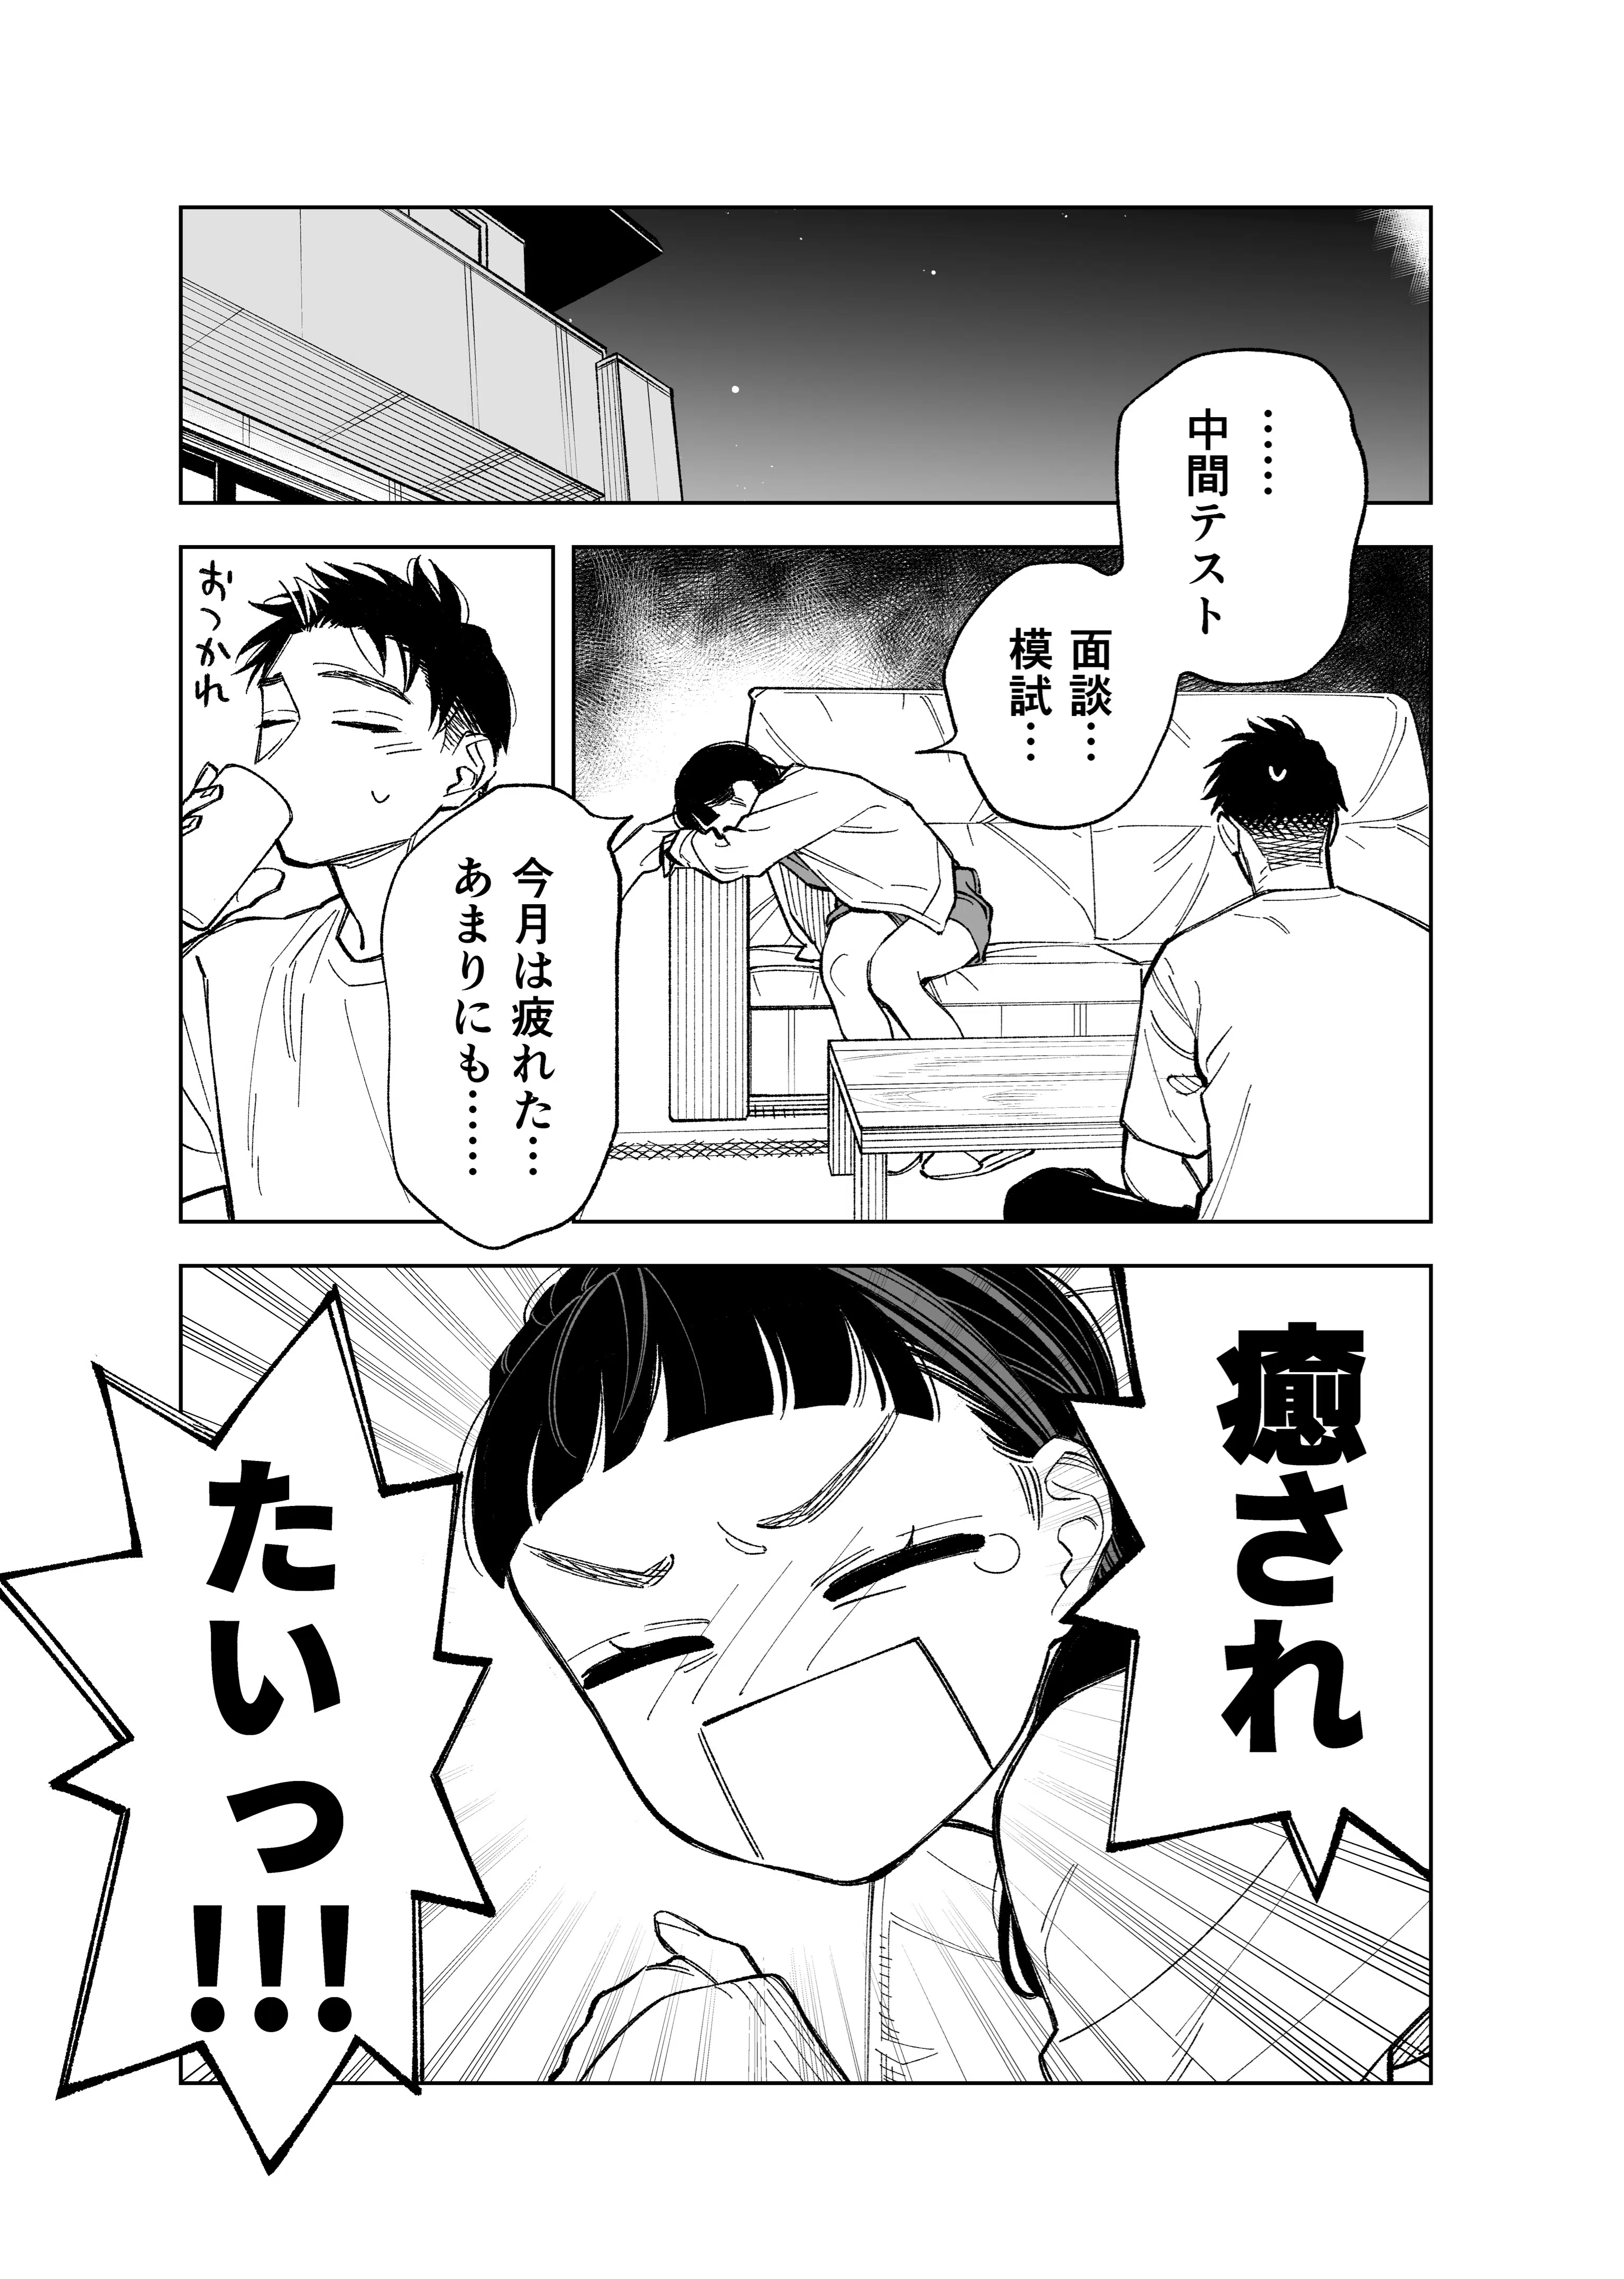 ……
中間テスト
面談…
模試…
今月は疲れた…
あまりにも……
おつかれ
癒され
たいっ!!!